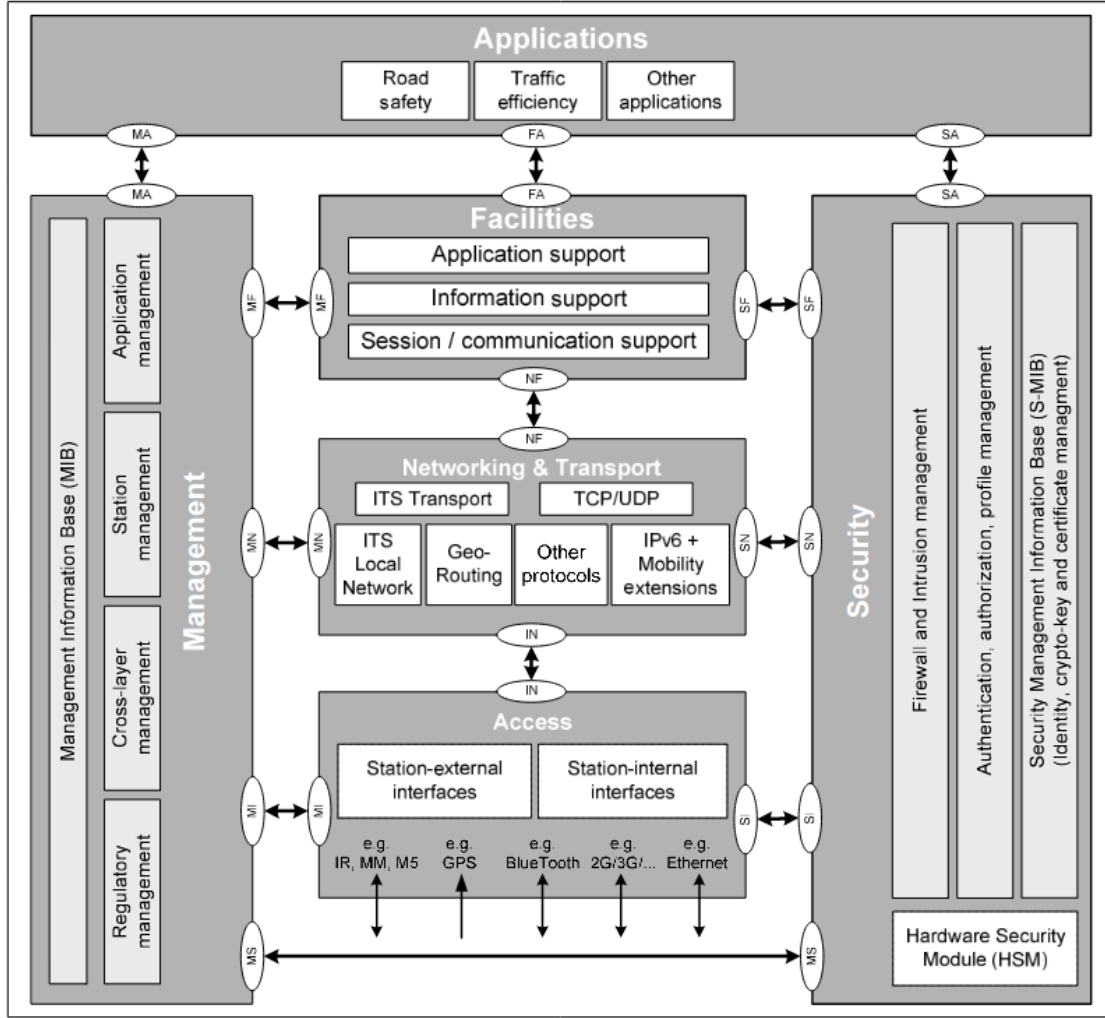 Applications
Road
safety
Traffic
efficiency
Other
applications
MA
FA
SA
MA
FA
SA
Management Information Base (MIB)
Application
management
Station
management
Cross-layer
management
Regulatory
management
Management
MF
MF
MN
MN
MI
MI
MS
Facilities
Application support
Information support
Session / communication support
NF
NF
Networking & Transport
ITS Transport
TCP/UDP
ITS
Local
Network
Geo-
Routing
Other
protocols
IPv6 +
Mobility
extensions
IN
IN
Access
Station-external
interfaces
Station-internal
interfaces
e.g.
IR, MM, M5
e.g.
GPS
e.g.
BlueTooth
e.g.
2G/3G/...
e.g.
Ethernet
SF
SF
SN
SN
SI
SI
MS
Security
Firewall and Intrusion management
Authentication, authorization, profile management
Security Management Information Base (S-MIB)
(Identity, crypto-key and certificate managment)
Hardware Security
Module (HSM)